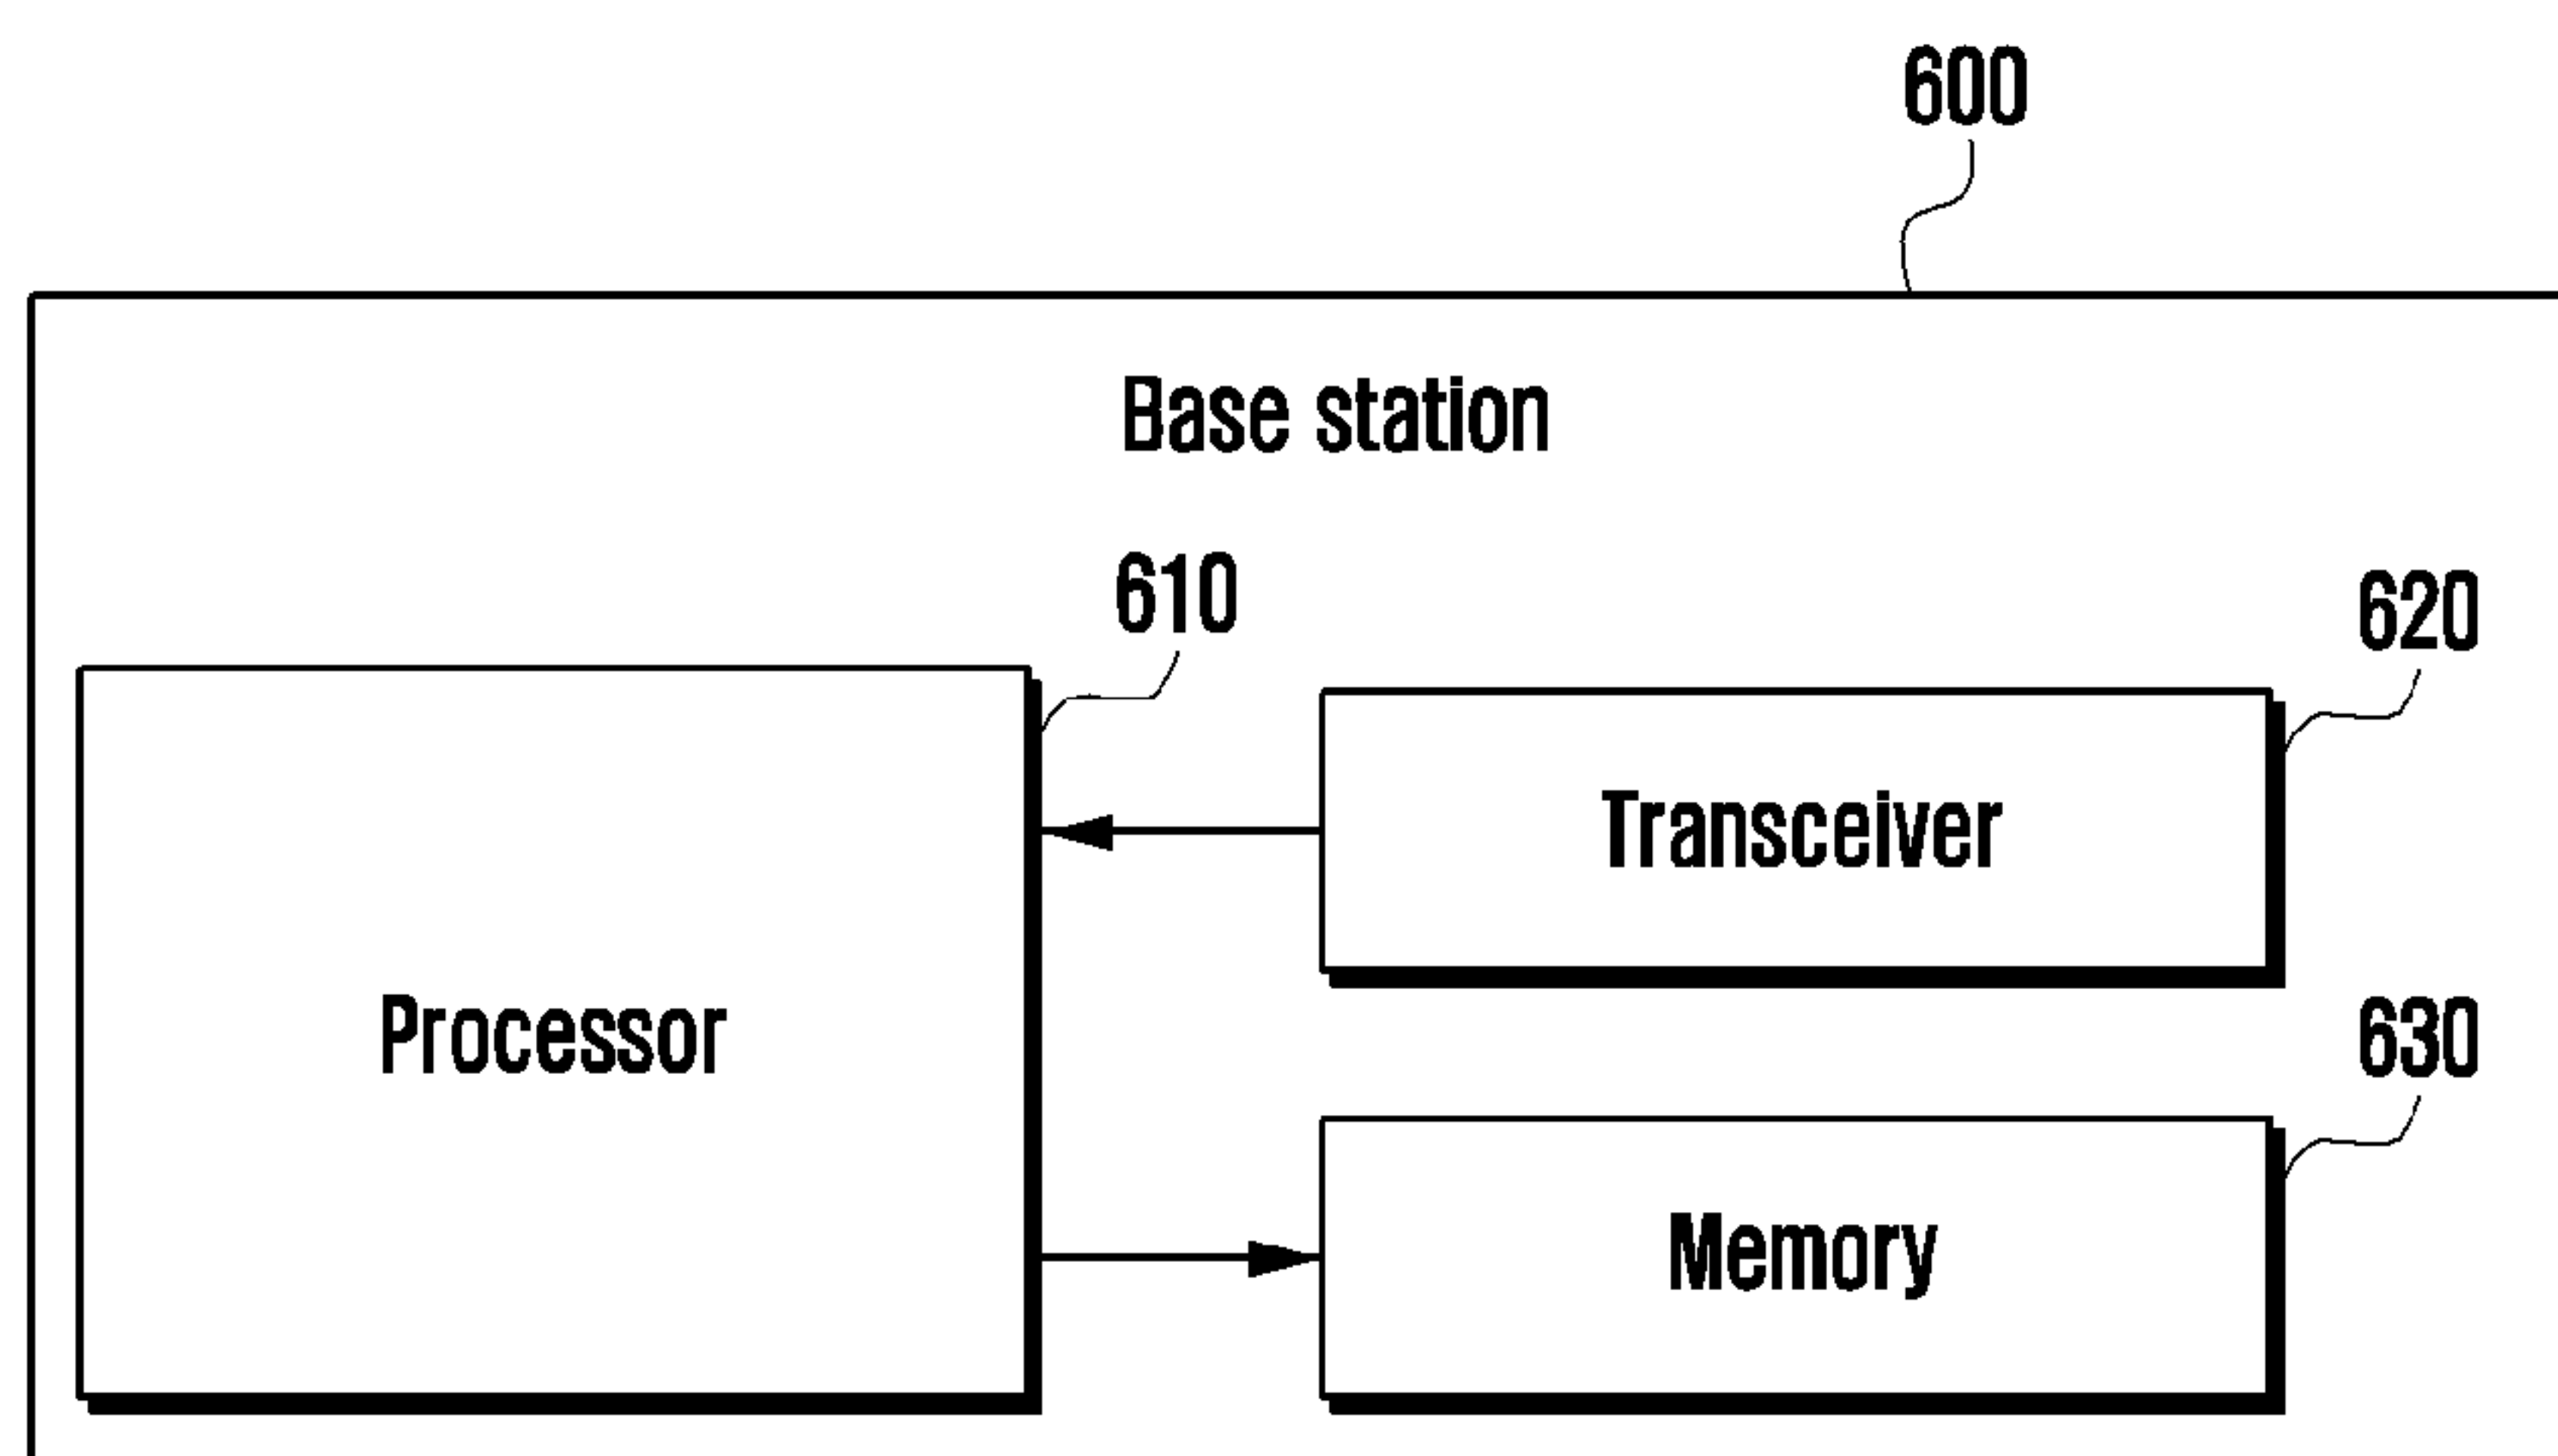 600
Base station
610
620
Transceiver
Processor
630
Memory